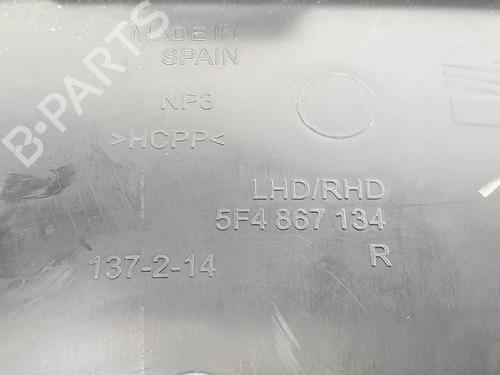 B-PARTS
MADE IN
SPAIN
NP3
>HCPP<
LHD/RHD
5F4 867 134
R
137-2-14